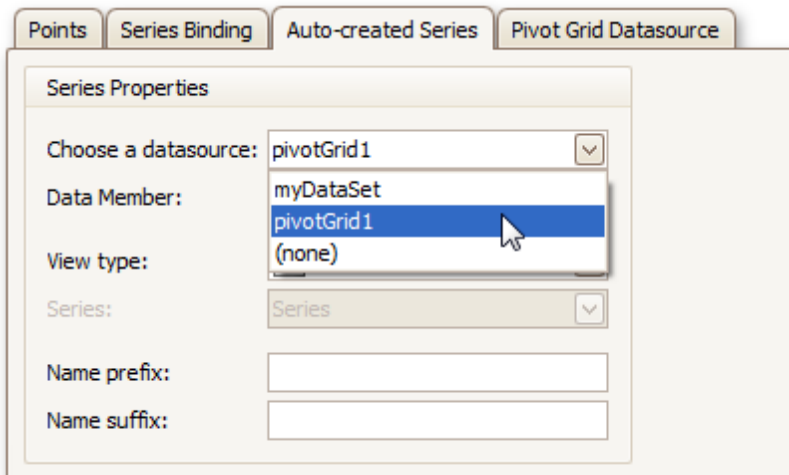 Points Series Binding Auto-created Series Pivot Grid Datasource
Series Properties
Choose a datasource: pivotGrid1
myDataSet
Data Member:
pivotGrid1
(none)
View type:
Series: Series
Name prefix:
Name suffix: